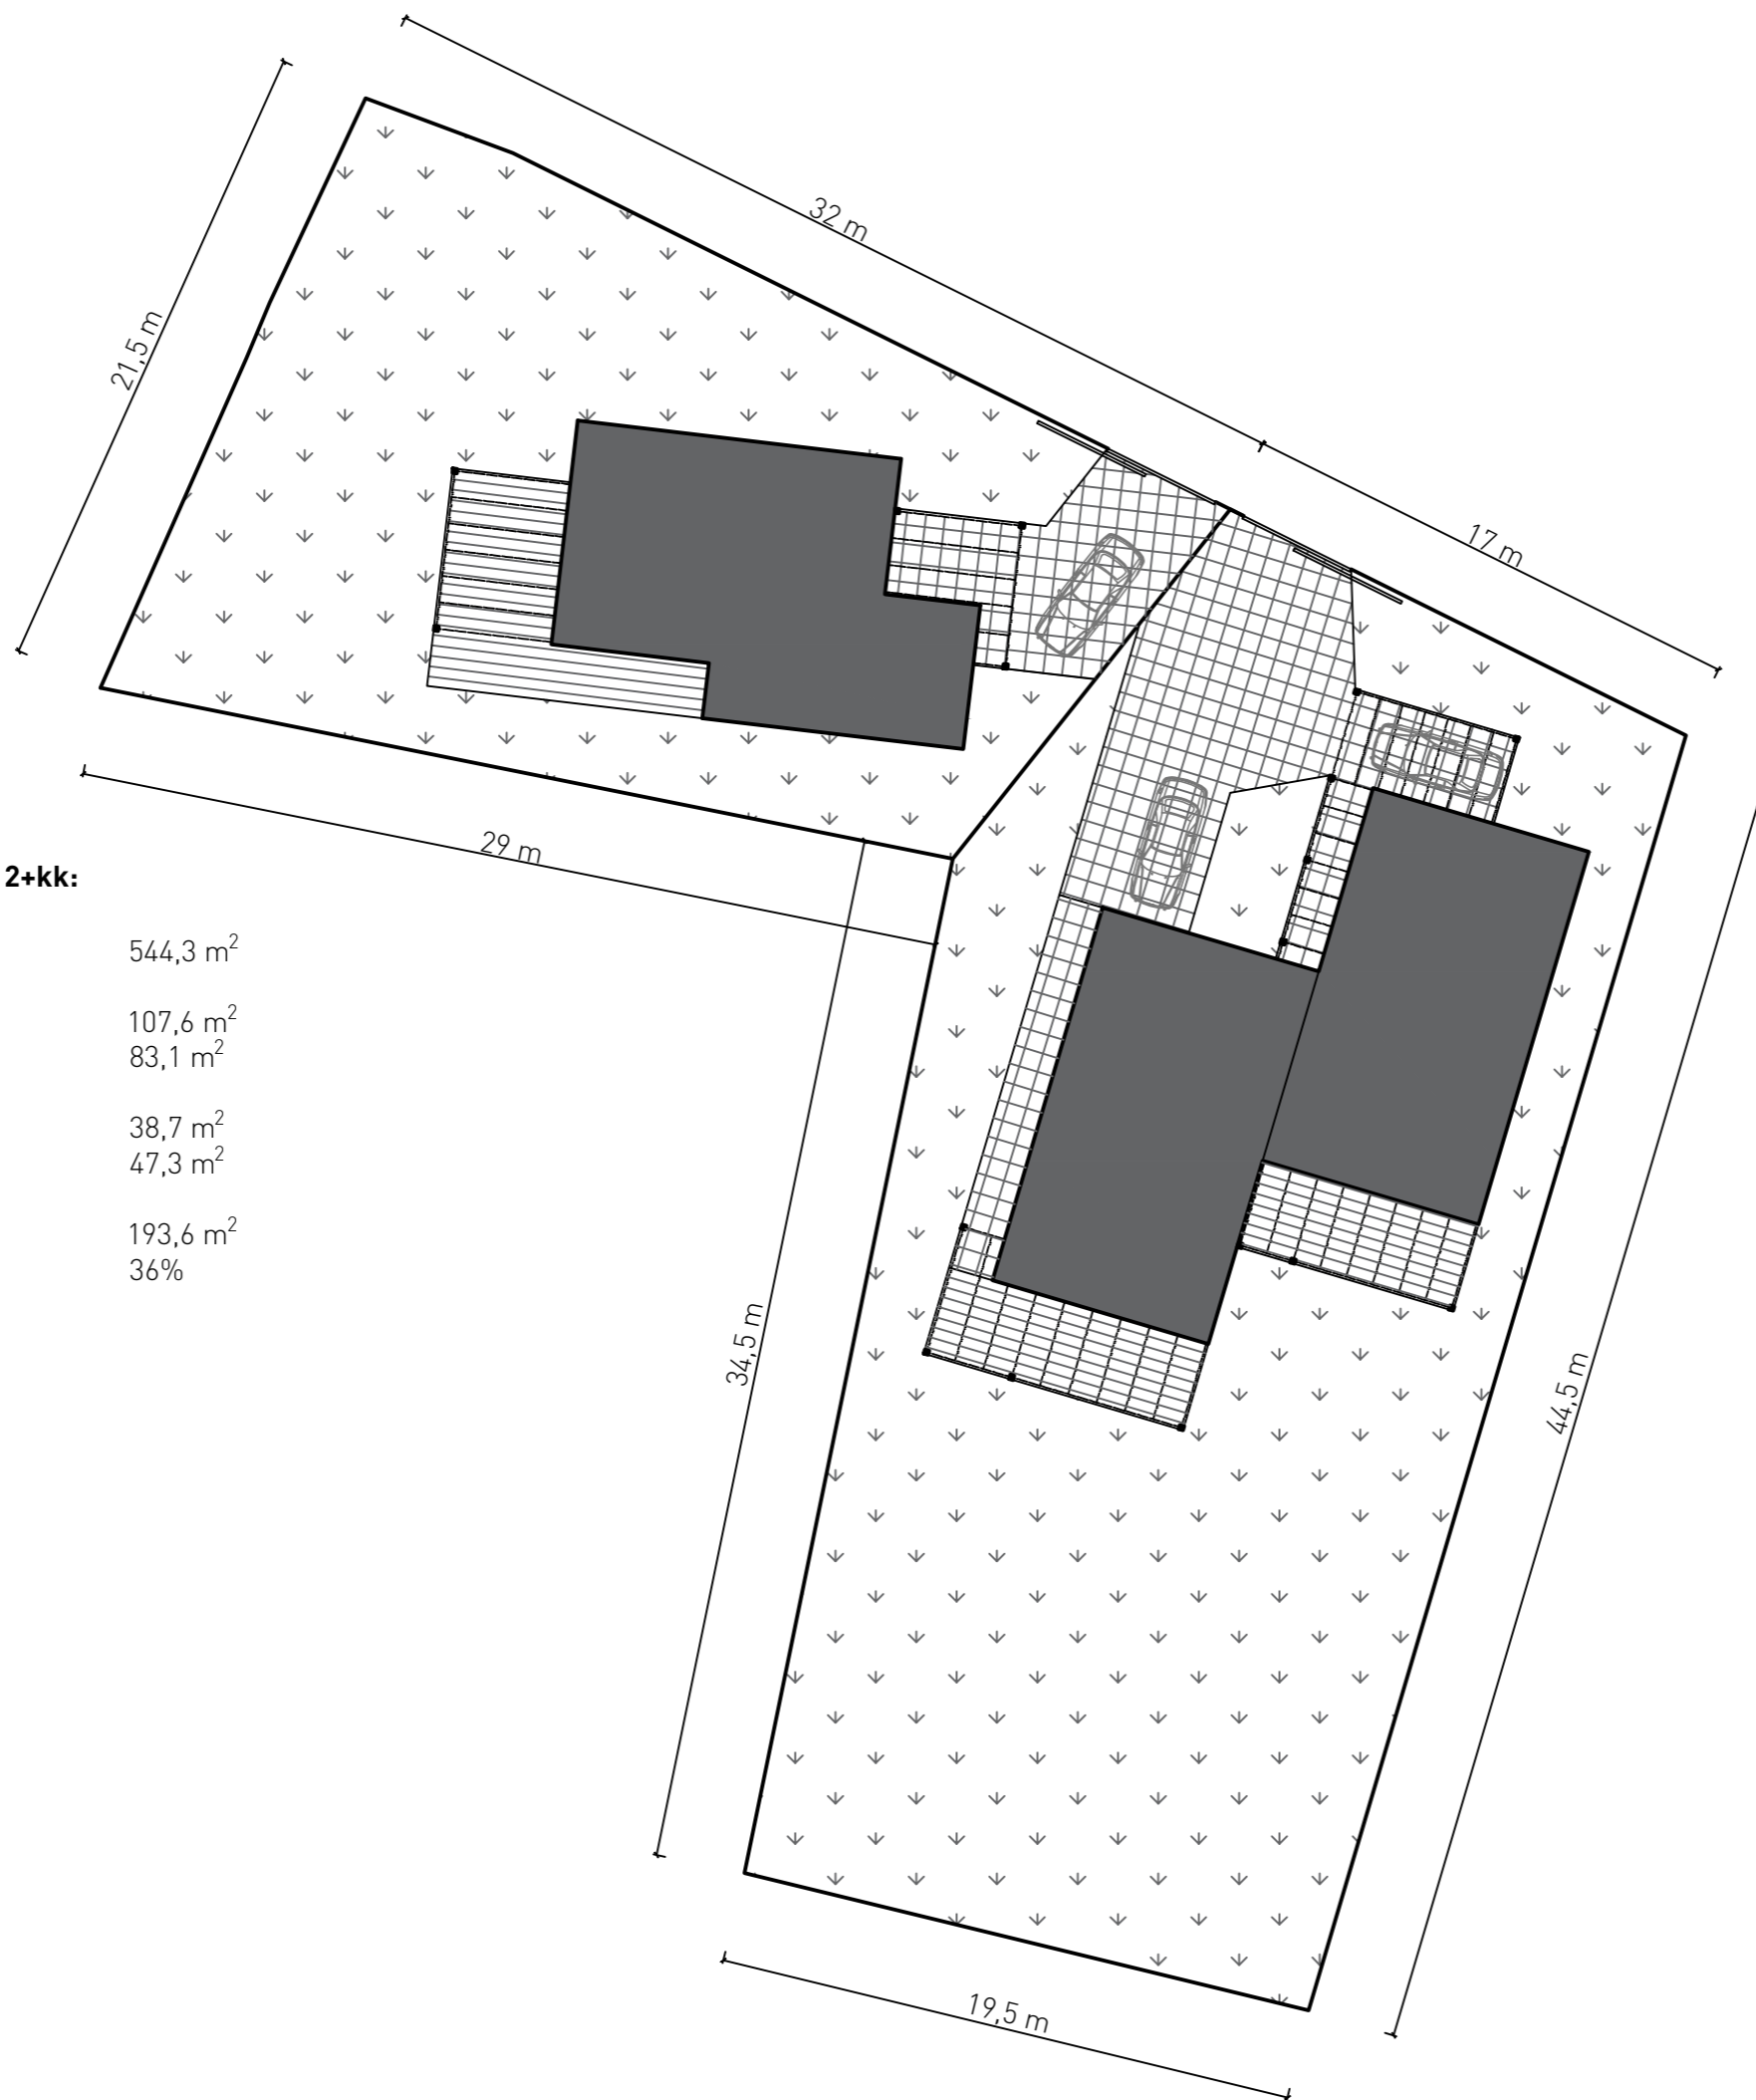 32 m
21,5 m
17 m
29 m
2+kk:
544,3 m²
107,6 m²
83,1 m²
38,7 m²
47,3 m²
193,6 m²
36%
34,5 m
44,5 m
19,5 m